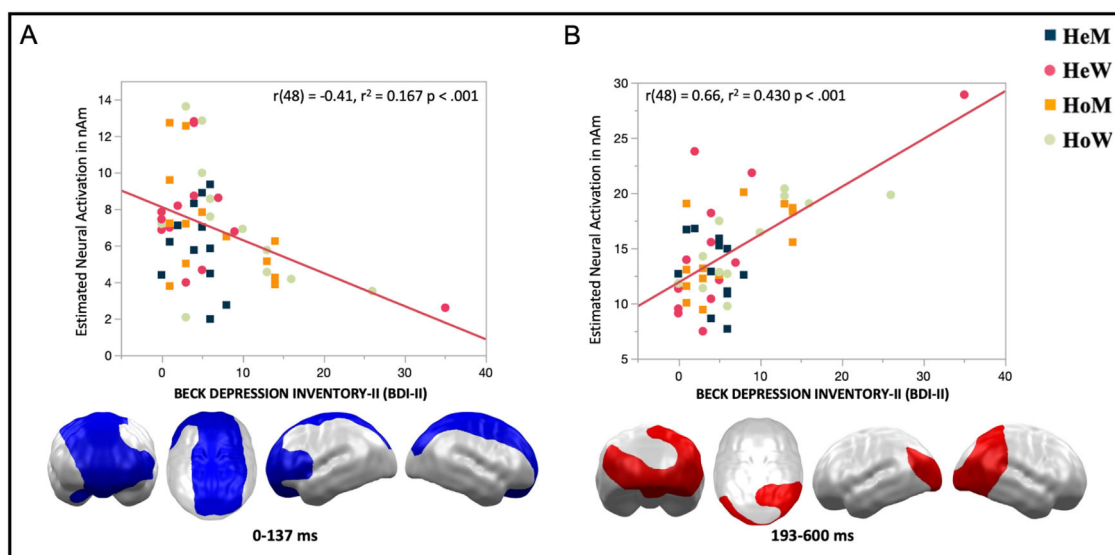 A
r(48) = -0.41, r² = 0.167 p < .001
Estimated Neural Activation in nAm
14
12
10
8
6
4
2
0
0 10 20 30 40
BECK DEPRESSION INVENTORY-II (BDI-II)
0-137 ms
B
r(48) = 0.66, r² = 0.430 p < .001
Estimated Neural Activation in nAm
30
25
20
15
10
5
0 10 20 30 40
BECK DEPRESSION INVENTORY-II (BDI-II)
193-600 ms
HeM
HeW
HoM
HoW